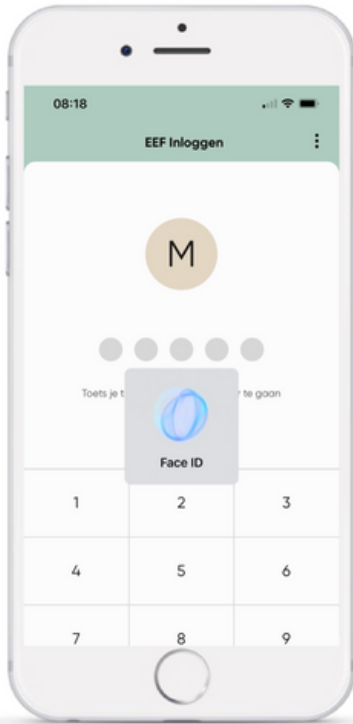 08:18
EEF Inloggen
M
Toets je t
te gaan
Face ID
1 2 3
4 5 6
7 8 9